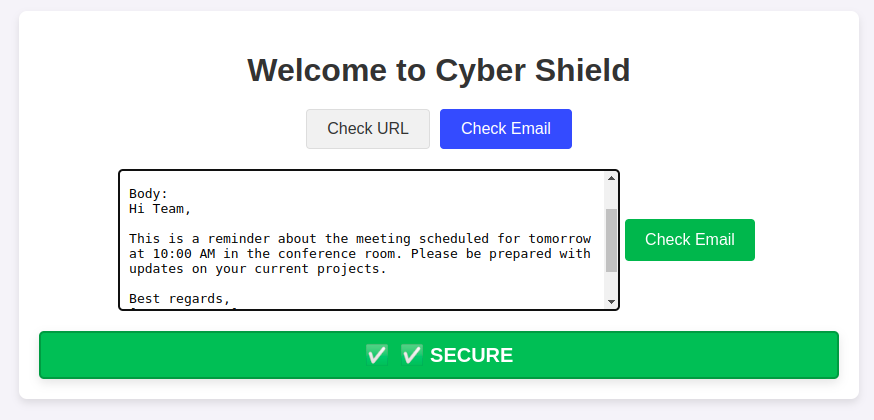 Welcome to Cyber Shield
Check URL
Check Email
Body:
Hi Team,
This is a reminder about the meeting scheduled for tomorrow
at 10:00 AM in the conference room. Please be prepared with
updates on your current projects.
Best regards,
Check Email
✅ ✅ SECURE